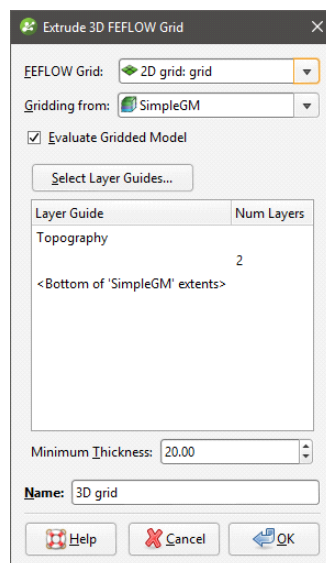 Extrude 3D FEFLOW Grid
FEFLOW Grid: 2D grid: grid
Gridding from: SimpleGM
Evaluate Gridded Model
Select Layer Guides...
Layer Guide Num Layers
Topography
2
<Bottom of 'SimpleGM' extents>
Minimum Thickness: 20.00
Name: 3D grid
Help Cancel OK